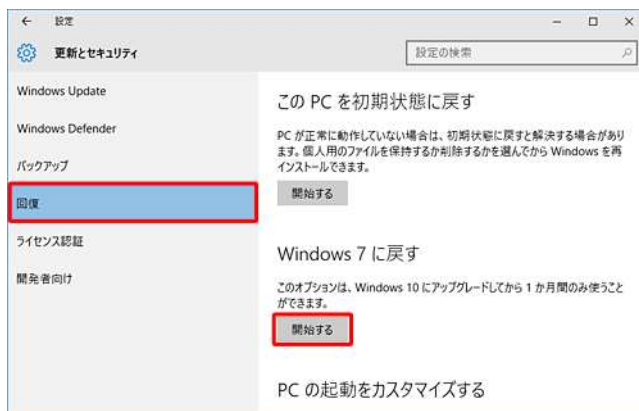 設定
更新とセキュリティ
設定の検索
Windows Update
Windows Defender
バックアップ
回復
ライセンス認証
開発者向け
この PC を初期状態に戻す
PC が正常に動作していない場合は、初期状態に戻すと解決する場合があり
ます。個人用のファイルを保持するか削除するかを選んでから Windows を再
インストールできます。
開始する
Windows 7 に戻す
このオプションは、Windows 10 にアップグレードしてから 1 か月間のみ使うこと
ができます。
開始する
PC の起動をカスタマイズする